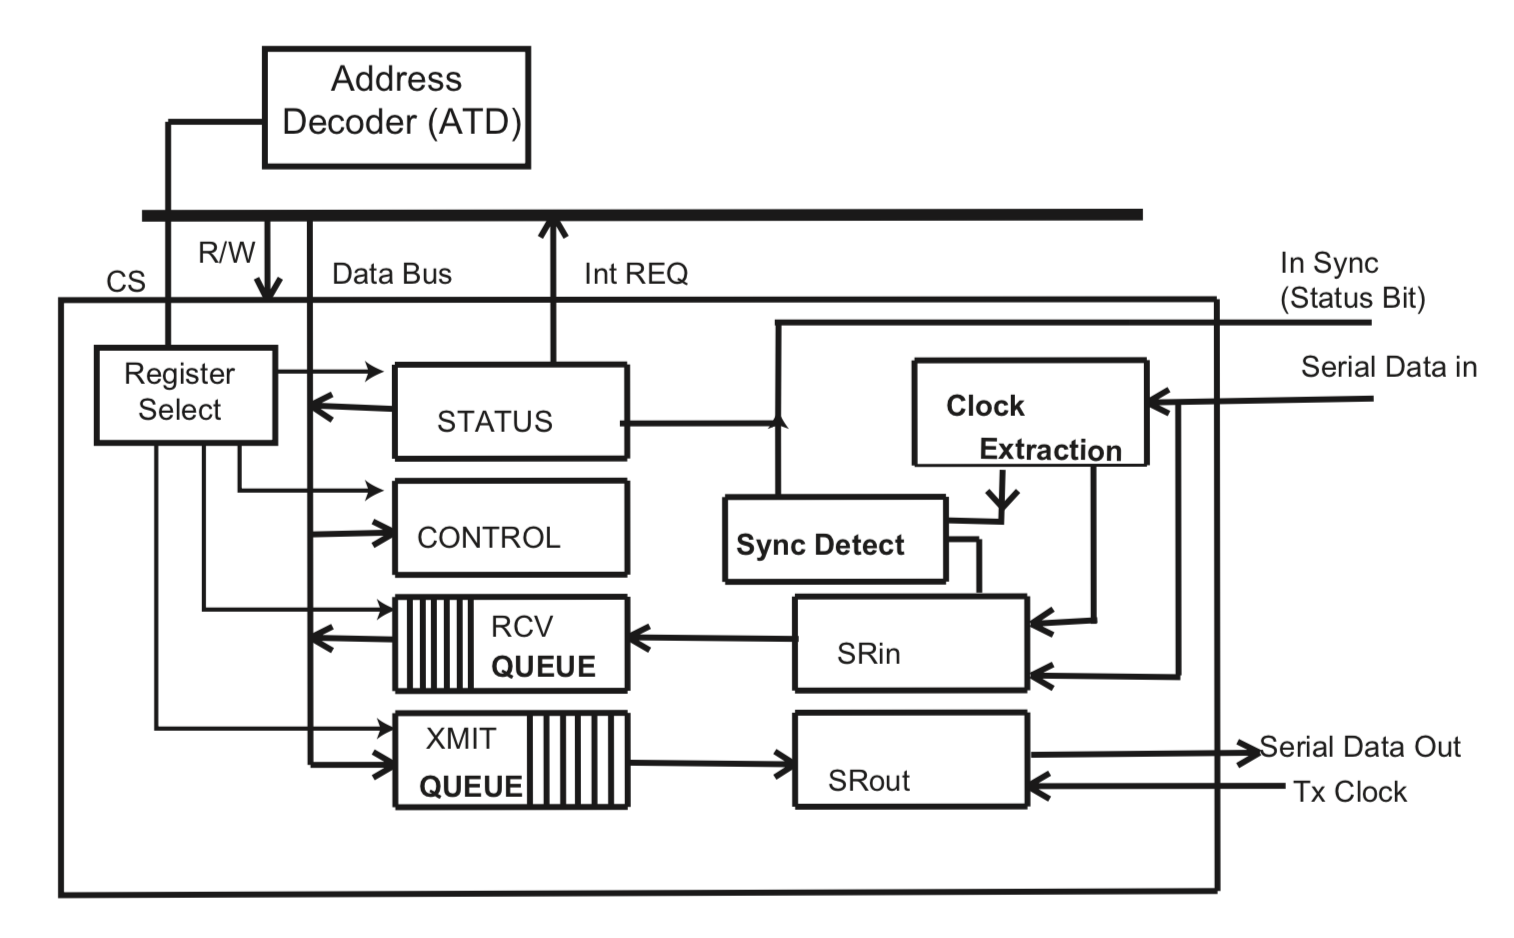 Address
Decoder (ATD)
R/W
CS
Data Bus
Int REQ
In Sync
(Status Bit)
Serial Data in
Register
Select
STATUS
Clock
Extraction
CONTROL
Sync Detect
RCV
QUEUE
SRin
XMIT
QUEUE
SRout
Serial Data Out
Tx Clock